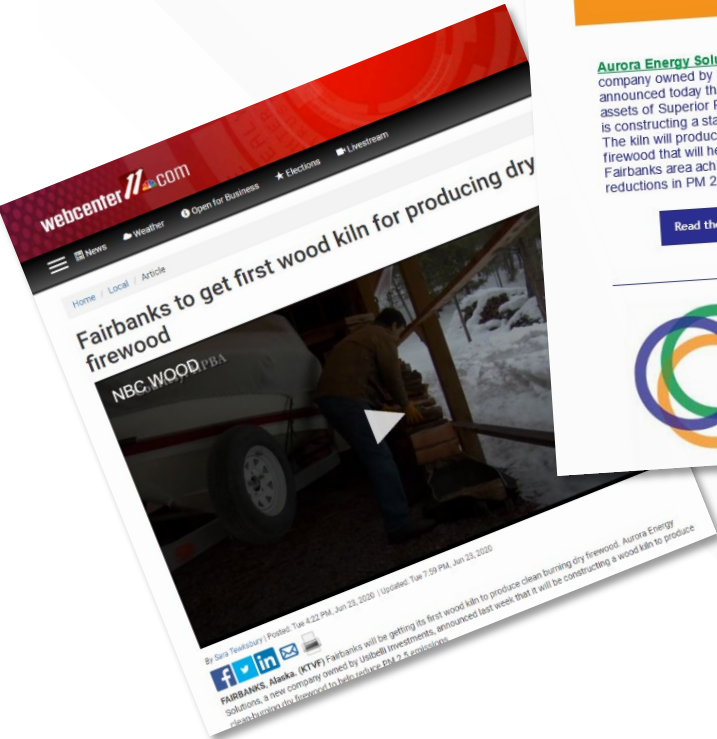 webcenter 11 .com
News Weather Open for Business Elections Livestream
Home / Local / Article
Fairbanks to get first wood kiln for producing dry
firewood
NBC WOOD
By Sara Tewksbury | Posted: Tue 4:22 PM, Jun 23, 2020 | Updated: Tue 7:59 PM, Jun 23, 2020
FAIRBANKS, Alaska. (KTVF) Fairbanks will be getting its first wood kiln to produce clean burning dry firewood. Aurora Energy
Solutions, a new company owned by Usibelli Investments, announced last week that it will be constructing a wood kiln to produce
clean-burning dry firewood to help reduce PM 2.5 emissions.
Aurora Energy Solu
company owned by
announced today th
assets of Superior P
is constructing a sta
The kiln will produc
firewood that will he
Fairbanks area ach
reductions in PM 2
Read the